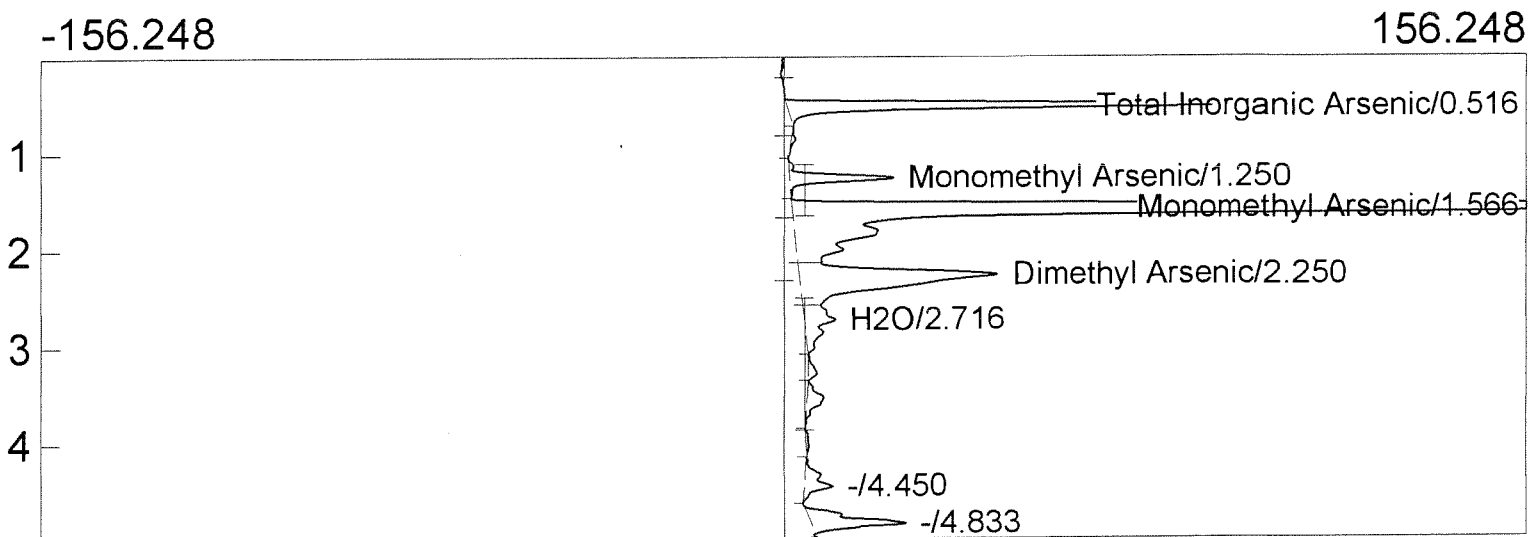 -156.248 156.248
Total Inorganic Arsenic/0.516
1
Monomethyl Arsenic/1.250
Monomethyl Arsenic/1.566
2
Dimethyl Arsenic/2.250
H2O/2.716
3
4
-/4.450
-/4.833